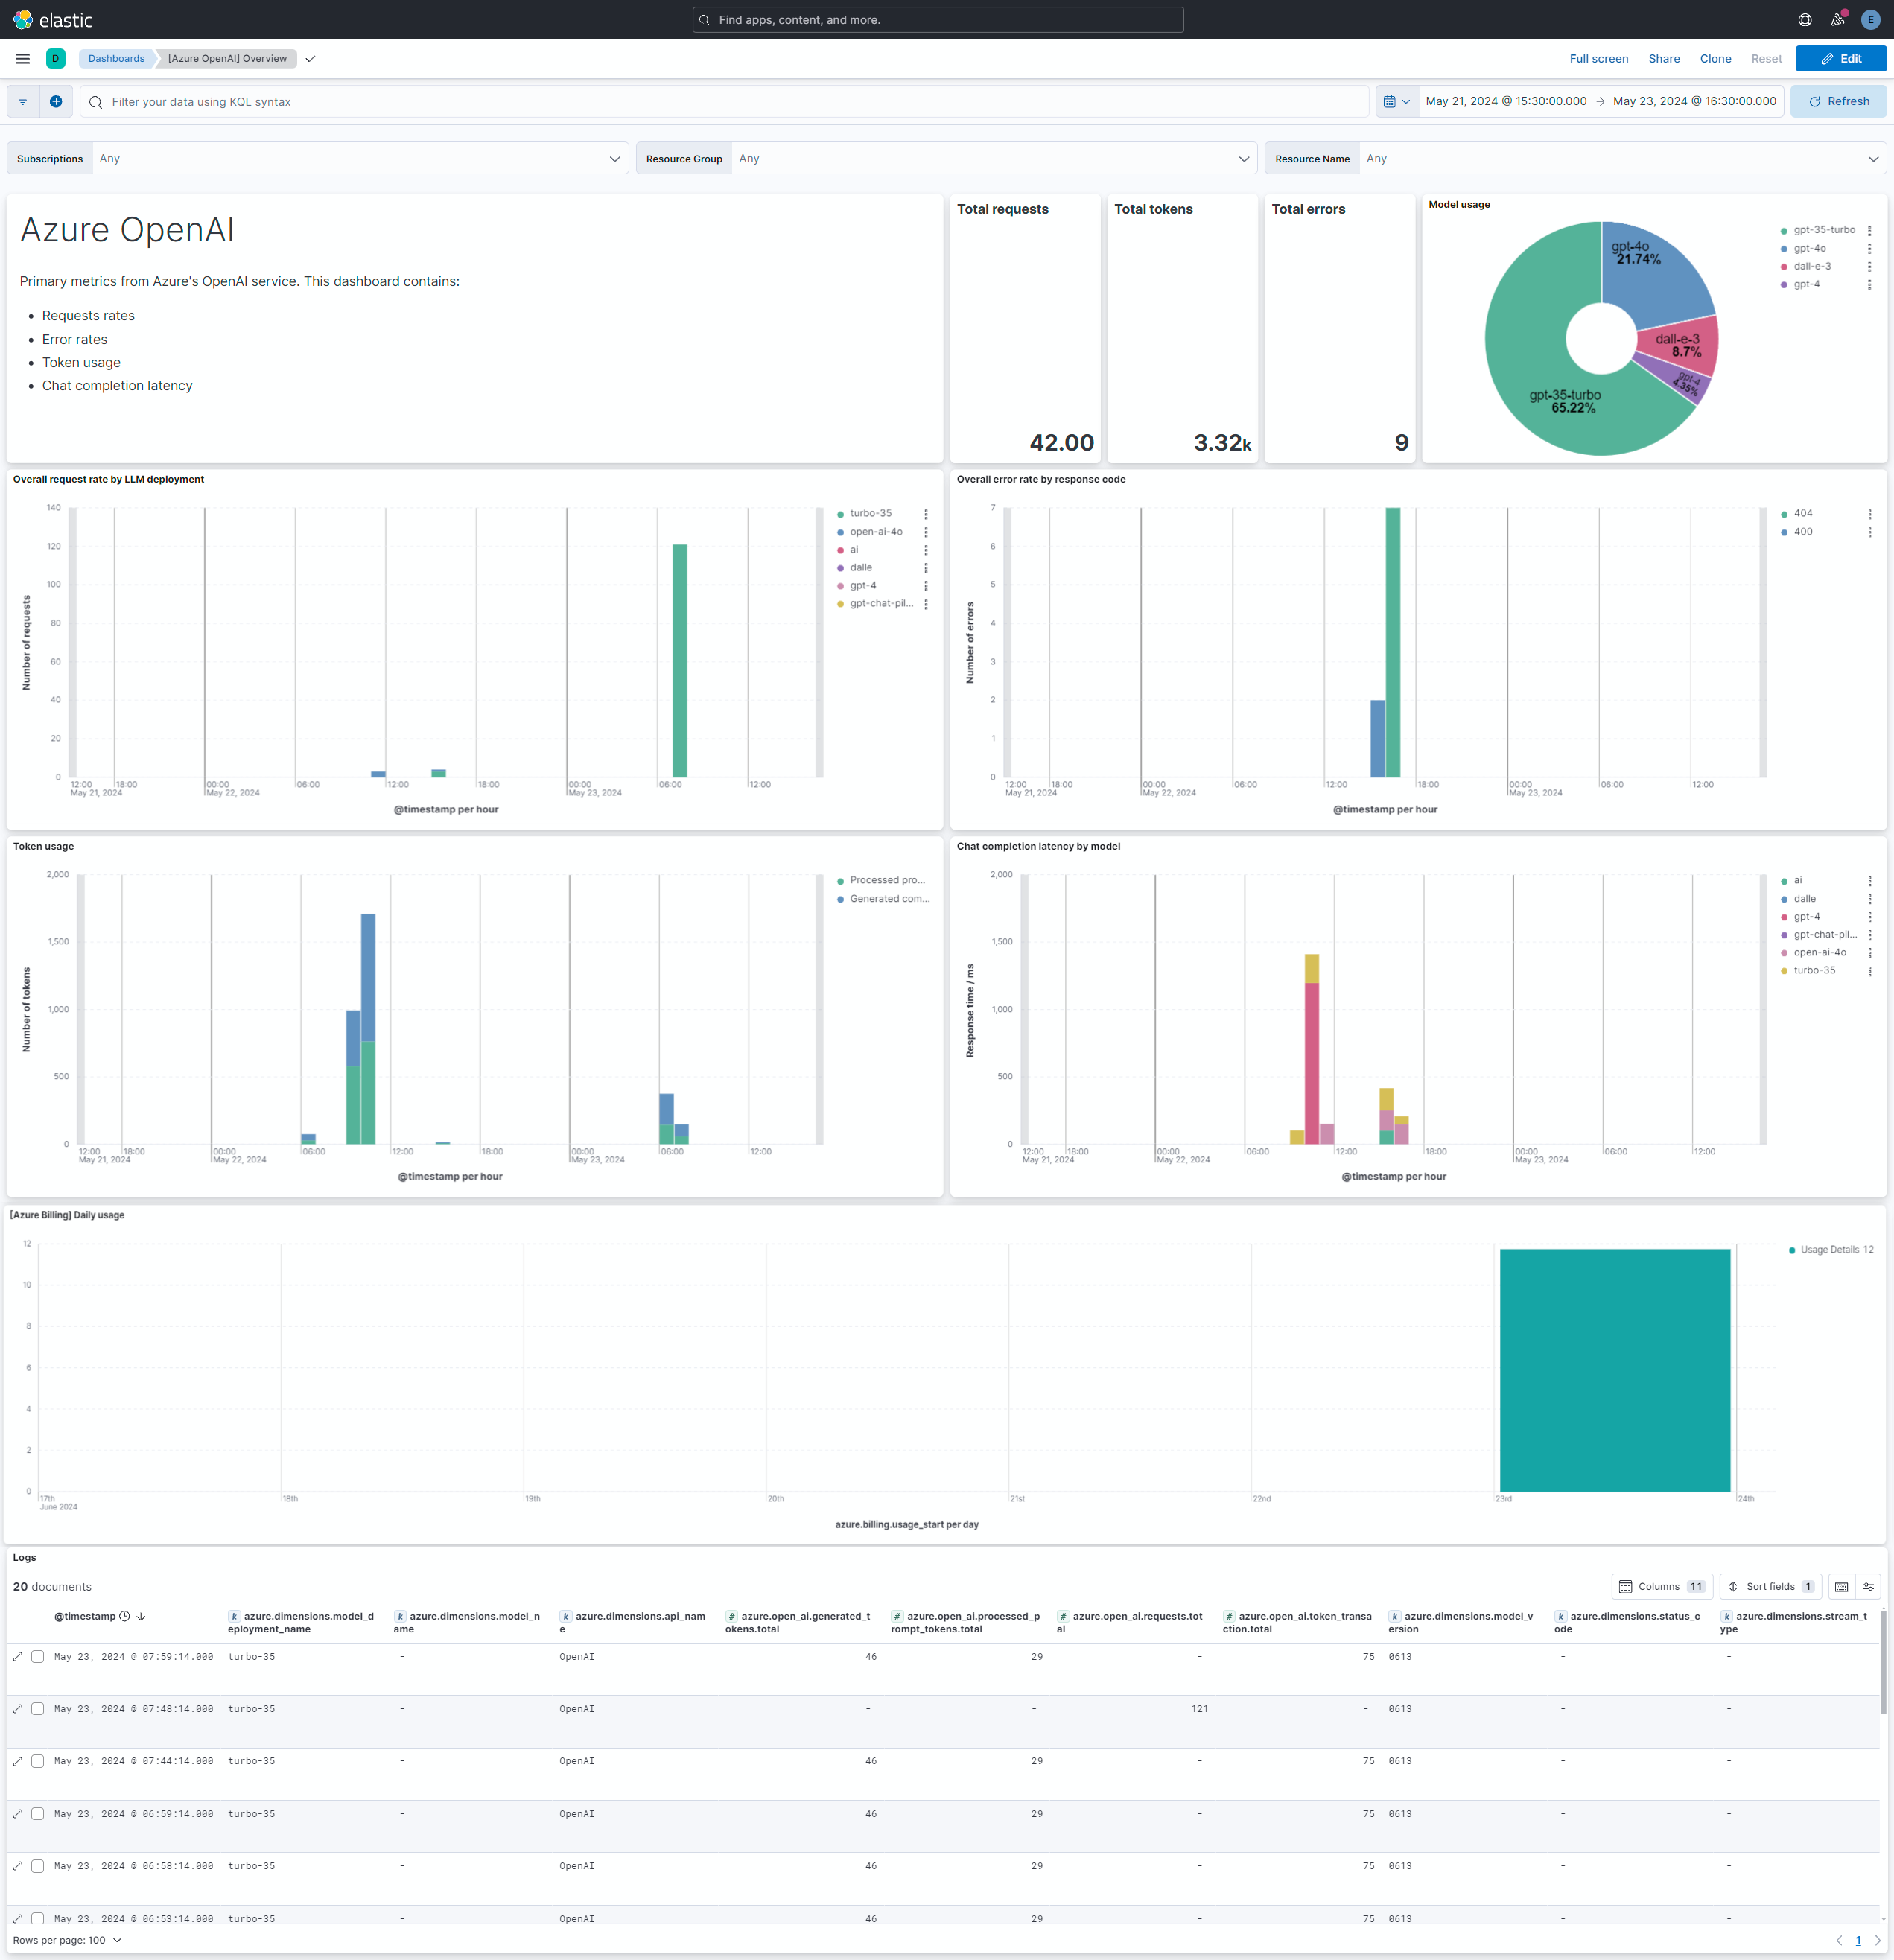 elastic
Find apps, content, and more.
E
D
Dashboards
[Azure OpenAI] Overview
Full screen
Share
Clone
Reset
Edit
Filter your data using KQL syntax
May 21, 2024 @ 15:30:00.000 → May 23, 2024 @ 16:30:00.000
Refresh
Subscriptions Any
Resource Group Any
Resource Name Any
Azure OpenAI
Primary metrics from Azure's OpenAI service. This dashboard contains:
• Requests rates
• Error rates
• Token usage
• Chat completion latency
Total requests
42.00
Total tokens
3.32k
Total errors
9
Model usage
gpt-4o
21.74%
dall-e-3
8.7%
gpt-4
4.35%
gpt-35-turbo
65.22%
gpt-35-turbo
gpt-4o
dall-e-3
gpt-4
Overall request rate by LLM deployment
Number of requests
140
120
100
80
60
40
20
0
12:00 18:00 00:00 06:00 12:00 18:00 00:00 06:00 12:00
May 21, 2024 May 22, 2024 May 23, 2024
@timestamp per hour
turbo-35
open-ai-4o
ai
dalle
gpt-4
gpt-chat-pil...
Overall error rate by response code
Number of errors
7
6
5
4
3
2
1
0
12:00 18:00 00:00 06:00 12:00 18:00 00:00 06:00 12:00
May 21, 2024 May 22, 2024 May 23, 2024
@timestamp per hour
404
400
Token usage
Number of tokens
2,000
1,500
1,000
500
0
12:00 18:00 00:00 06:00 12:00 18:00 00:00 06:00 12:00
May 21, 2024 May 22, 2024 May 23, 2024
@timestamp per hour
Processed pro...
Generated com...
Chat completion latency by model
Response time / ms
2,000
1,500
1,000
500
0
12:00 18:00 00:00 06:00 12:00 18:00 00:00 06:00 12:00
May 21, 2024 May 22, 2024 May 23, 2024
@timestamp per hour
ai
dalle
gpt-4
gpt-chat-pil...
open-ai-4o
turbo-35
[Azure Billing] Daily usage
12
10
8
6
4
2
0
17th 18th 19th 20th 21st 22nd 23rd 24th
June 2024
azure.billing.usage_start per day
Usage Details 12
Logs
20 documents
Columns 11
Sort fields 1
@timestamp ↓ k azure.dimensions.model_d k azure.dimensions.model_n k azure.dimensions.api_nam # azure.open_ai.generated_t # azure.open_ai.processed_p # azure.open_ai.requests.tot # azure.open_ai.token_transa k azure.dimensions.model_v k azure.dimensions.status_c k azure.dimensions.stream_t
eployment_name ame e okens.total rompt_tokens.total al ction.total ersion ode ype
May 23, 2024 @ 07:59:14.000 turbo-35 - OpenAI 46 29 - 75 0613 - -
May 23, 2024 @ 07:48:14.000 turbo-35 - OpenAI - - 121 - 0613 - -
May 23, 2024 @ 07:44:14.000 turbo-35 - OpenAI 46 29 - 75 0613 - -
May 23, 2024 @ 06:59:14.000 turbo-35 - OpenAI 46 29 - 75 0613 - -
May 23, 2024 @ 06:58:14.000 turbo-35 - OpenAI 46 29 - 75 0613 - -
May 23, 2024 @ 06:53:14.000 turbo-35 - OpenAI 46 29 - 75 0613 - -
Rows per page: 100
1